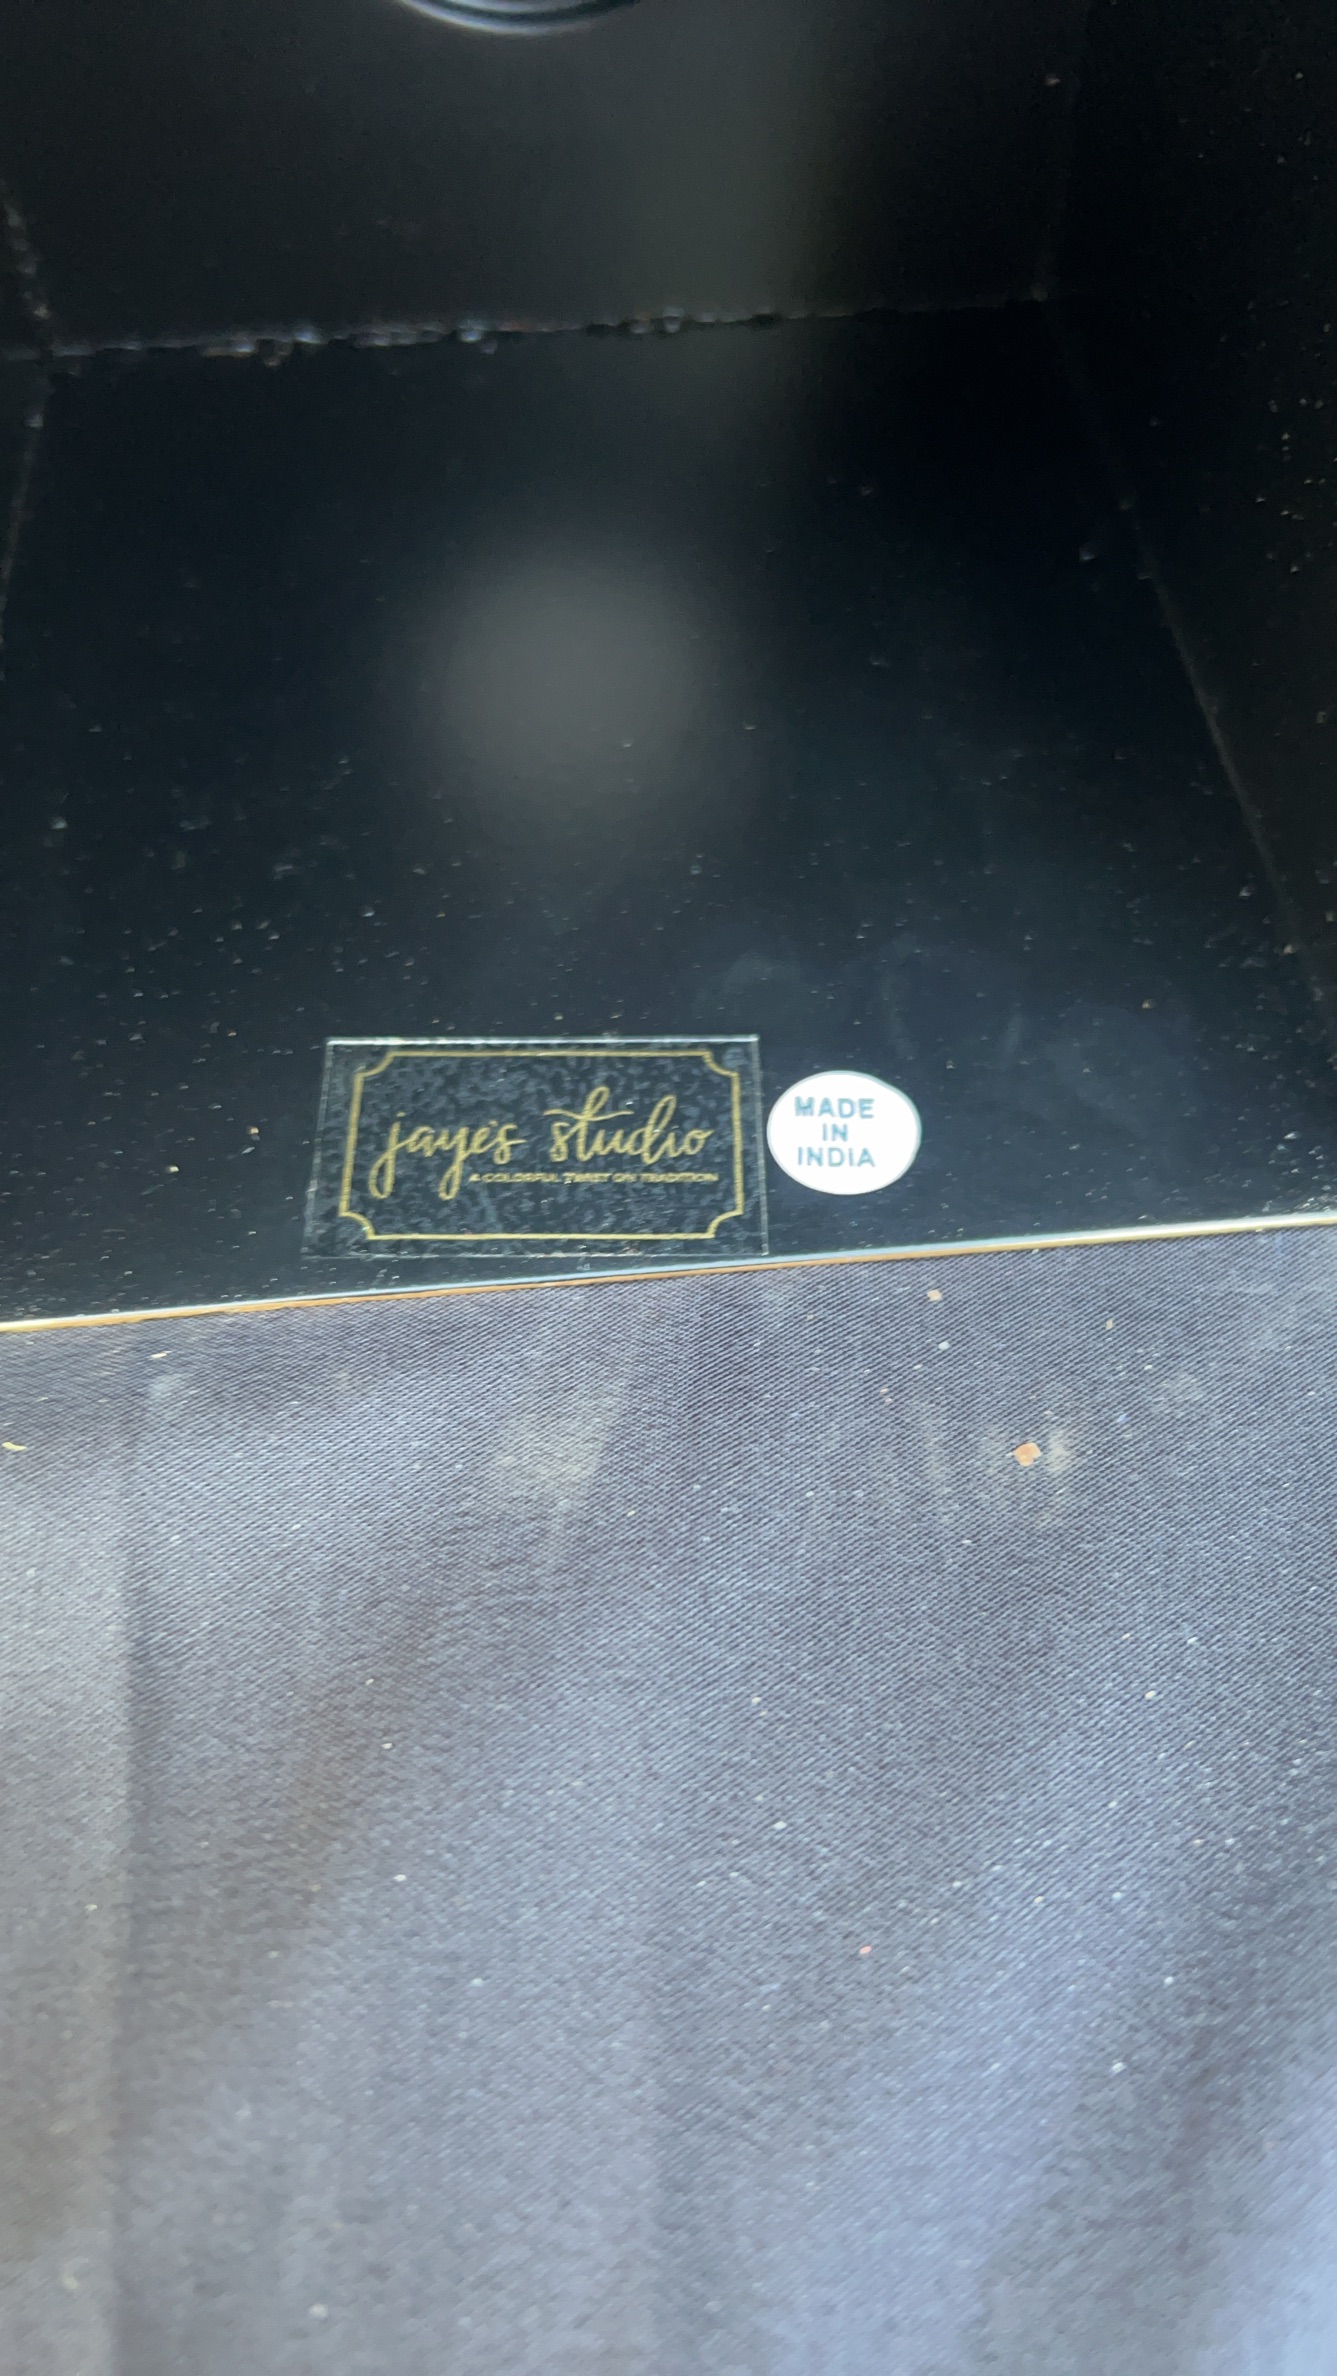 jaye's studio
A COLORFUL TWIST ON TRADITION
MADE
IN
INDIA